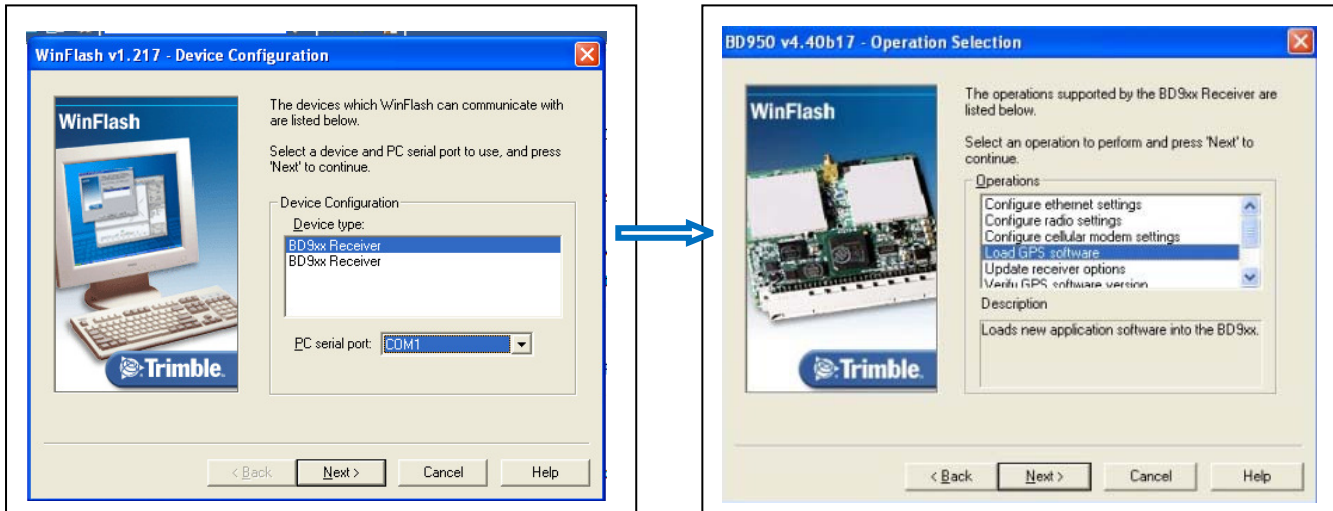 WinFlash v1.217 - Device Configuration
WinFlash
Trimble.
The devices which WinFlash can communicate with
are listed below.
Select a device and PC serial port to use, and press
'Next' to continue.
Device Configuration
Device type:
BD9xx Receiver
BD9xx Receiver
PC serial port: COM1
< Back Next > Cancel Help
BD950 v4.40b17 - Operation Selection
WinFlash
Trimble.
The operations supported by the BD9xx Receiver are
listed below.
Select an operation to perform and press 'Next' to
continue.
Operations
Configure ethernet settings
Configure radio settings
Configure cellular modem settings
Load GPS software
Update receiver options
Verify GPS software version
Description
Loads new application software into the BD9xx.
< Back Next > Cancel Help